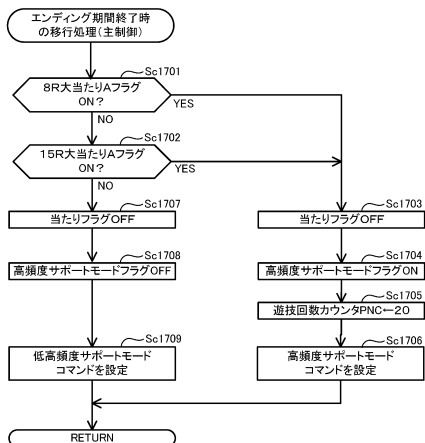 エンディング期間終了時
の移行処理(主制御)
Sc1701
8R大当たりAフラグ
ON?
YES
NO
Sc1702
15R大当たりAフラグ
ON?
YES
NO
Sc1707
当たりフラグOFF
Sc1703
当たりフラグOFF
Sc1708
高頻度サポートモードフラグOFF
Sc1704
高頻度サポートモードフラグON
Sc1705
遊技回数カウンタPNC←20
Sc1709
低高頻度サポートモード
コマンドを設定
Sc1706
高頻度サポートモード
コマンドを設定
RETURN